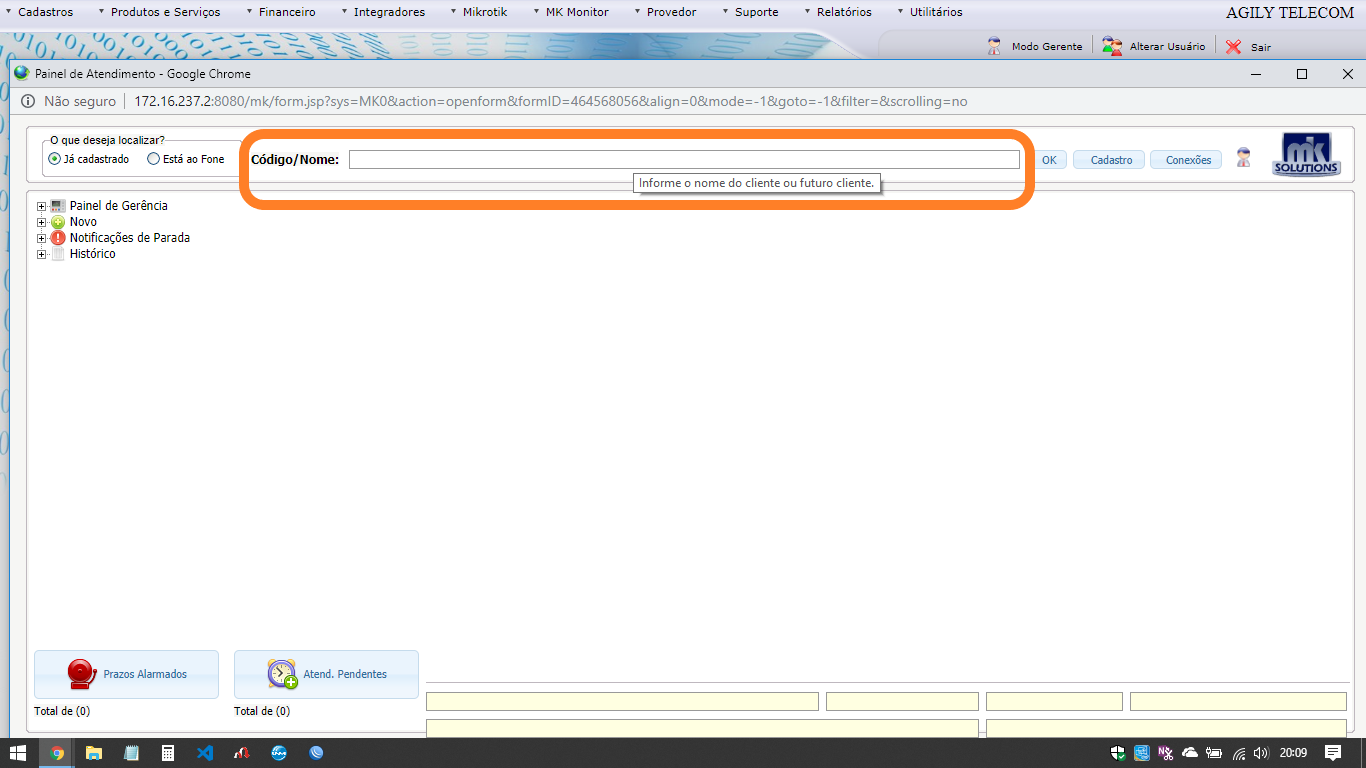 Cadastros Produtos e Serviços Financeiro Integradores Mikrotik MK Monitor Provedor Suporte Relatórios Utilitários AGILY TELECOM
Modo Gerente Alterar Usuário Sair
Painel de Atendimento - Google Chrome
Não seguro 172.16.237.2:8080/mk/form.jsp?sys=MK0&action=openform&formID=464568056&align=0&mode=-1&goto=-1&filter=&scrolling=no
O que deseja localizar?
Já cadastrado Está ao Fone Código/Nome: OK Cadastro Conexões mk SOLUTIONS
Informe o nome do cliente ou futuro cliente.
Painel de Gerência
Novo
Notificações de Parada
Histórico
Prazos Alarmados Atend. Pendentes
Total de (0) Total de (0)
20:09